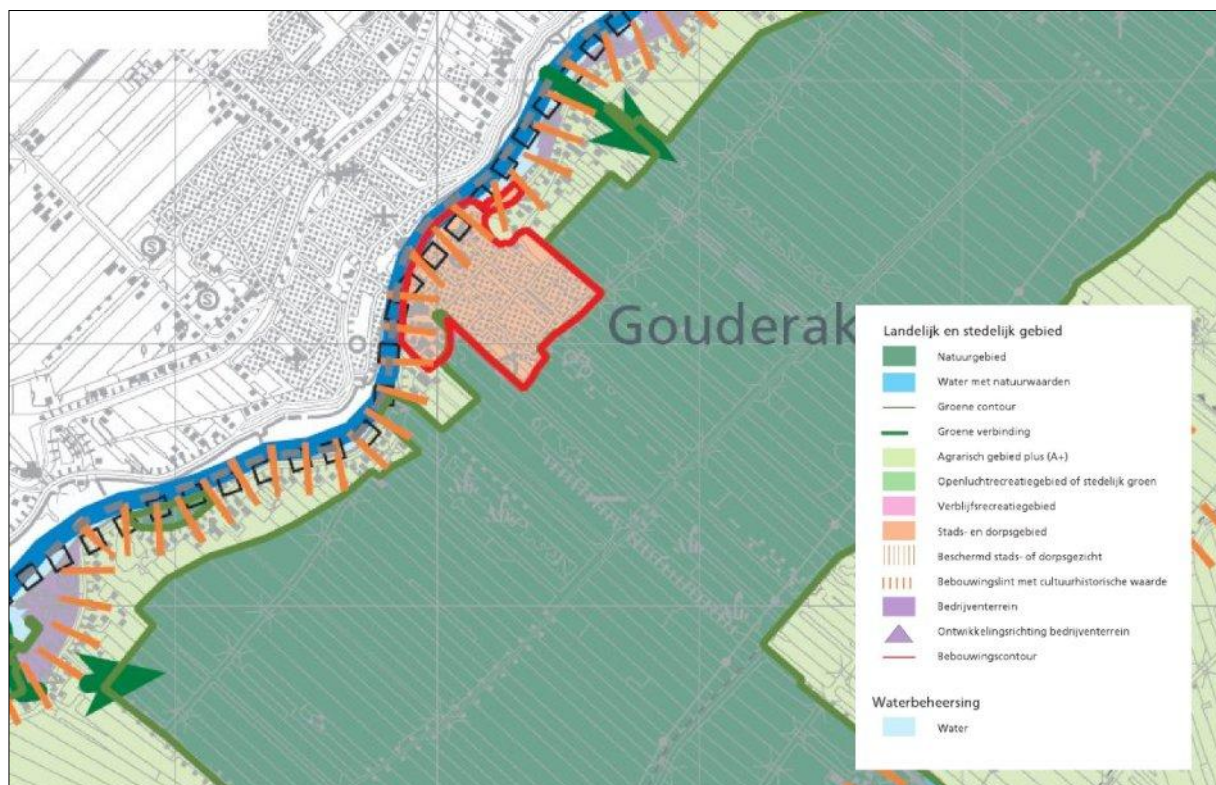 S
S
Gouderak
Landelijk en stedelijk gebied
Natuurgebied
Water met natuurwaarden
Groene contour
Groene verbinding
Agrarisch gebied plus (A+)
Openluchtrecreatiegebied of stedelijk groen
Verblijfsrecreatiegebied
Stads- en dorpsgebied
Beschermd stads- of dorpsgezicht
Bebouwingslint met cultuurhistorische waarde
Bedrijventerrein
Ontwikkelingsrichting bedrijventerrein
Bebouwingscontour
Waterbeheersing
Water